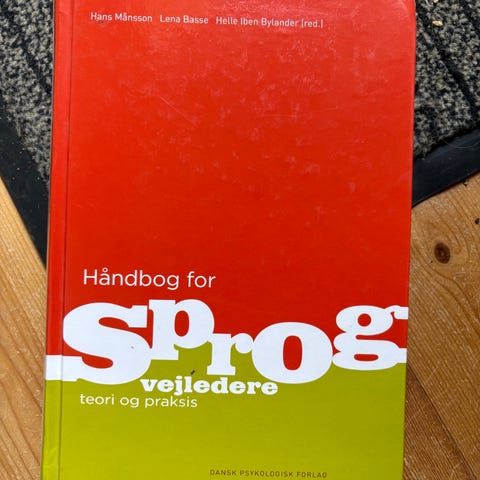 Hans Månsson Lena Basse Helle Iben Bylander (red.)
Håndbog for
Sprog
vejledere
teori og praksis
DANSK PSYKOLOGISK FORLAG